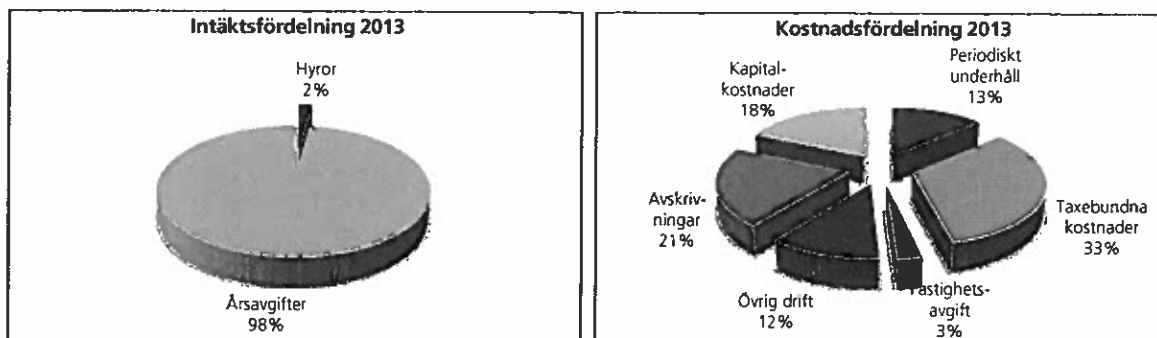 Intäktsfördelning 2013
Hyror
2%
Årsavgifter
98%
Kostnadsfördelning 2013
Kapital-
kostnader
18%
Periodiskt
underhåll
13%
Avskriv-
ningar
21%
Taxebundna
kostnader
33%
Övrig drift
12%
Fastighets-
avgift
3%